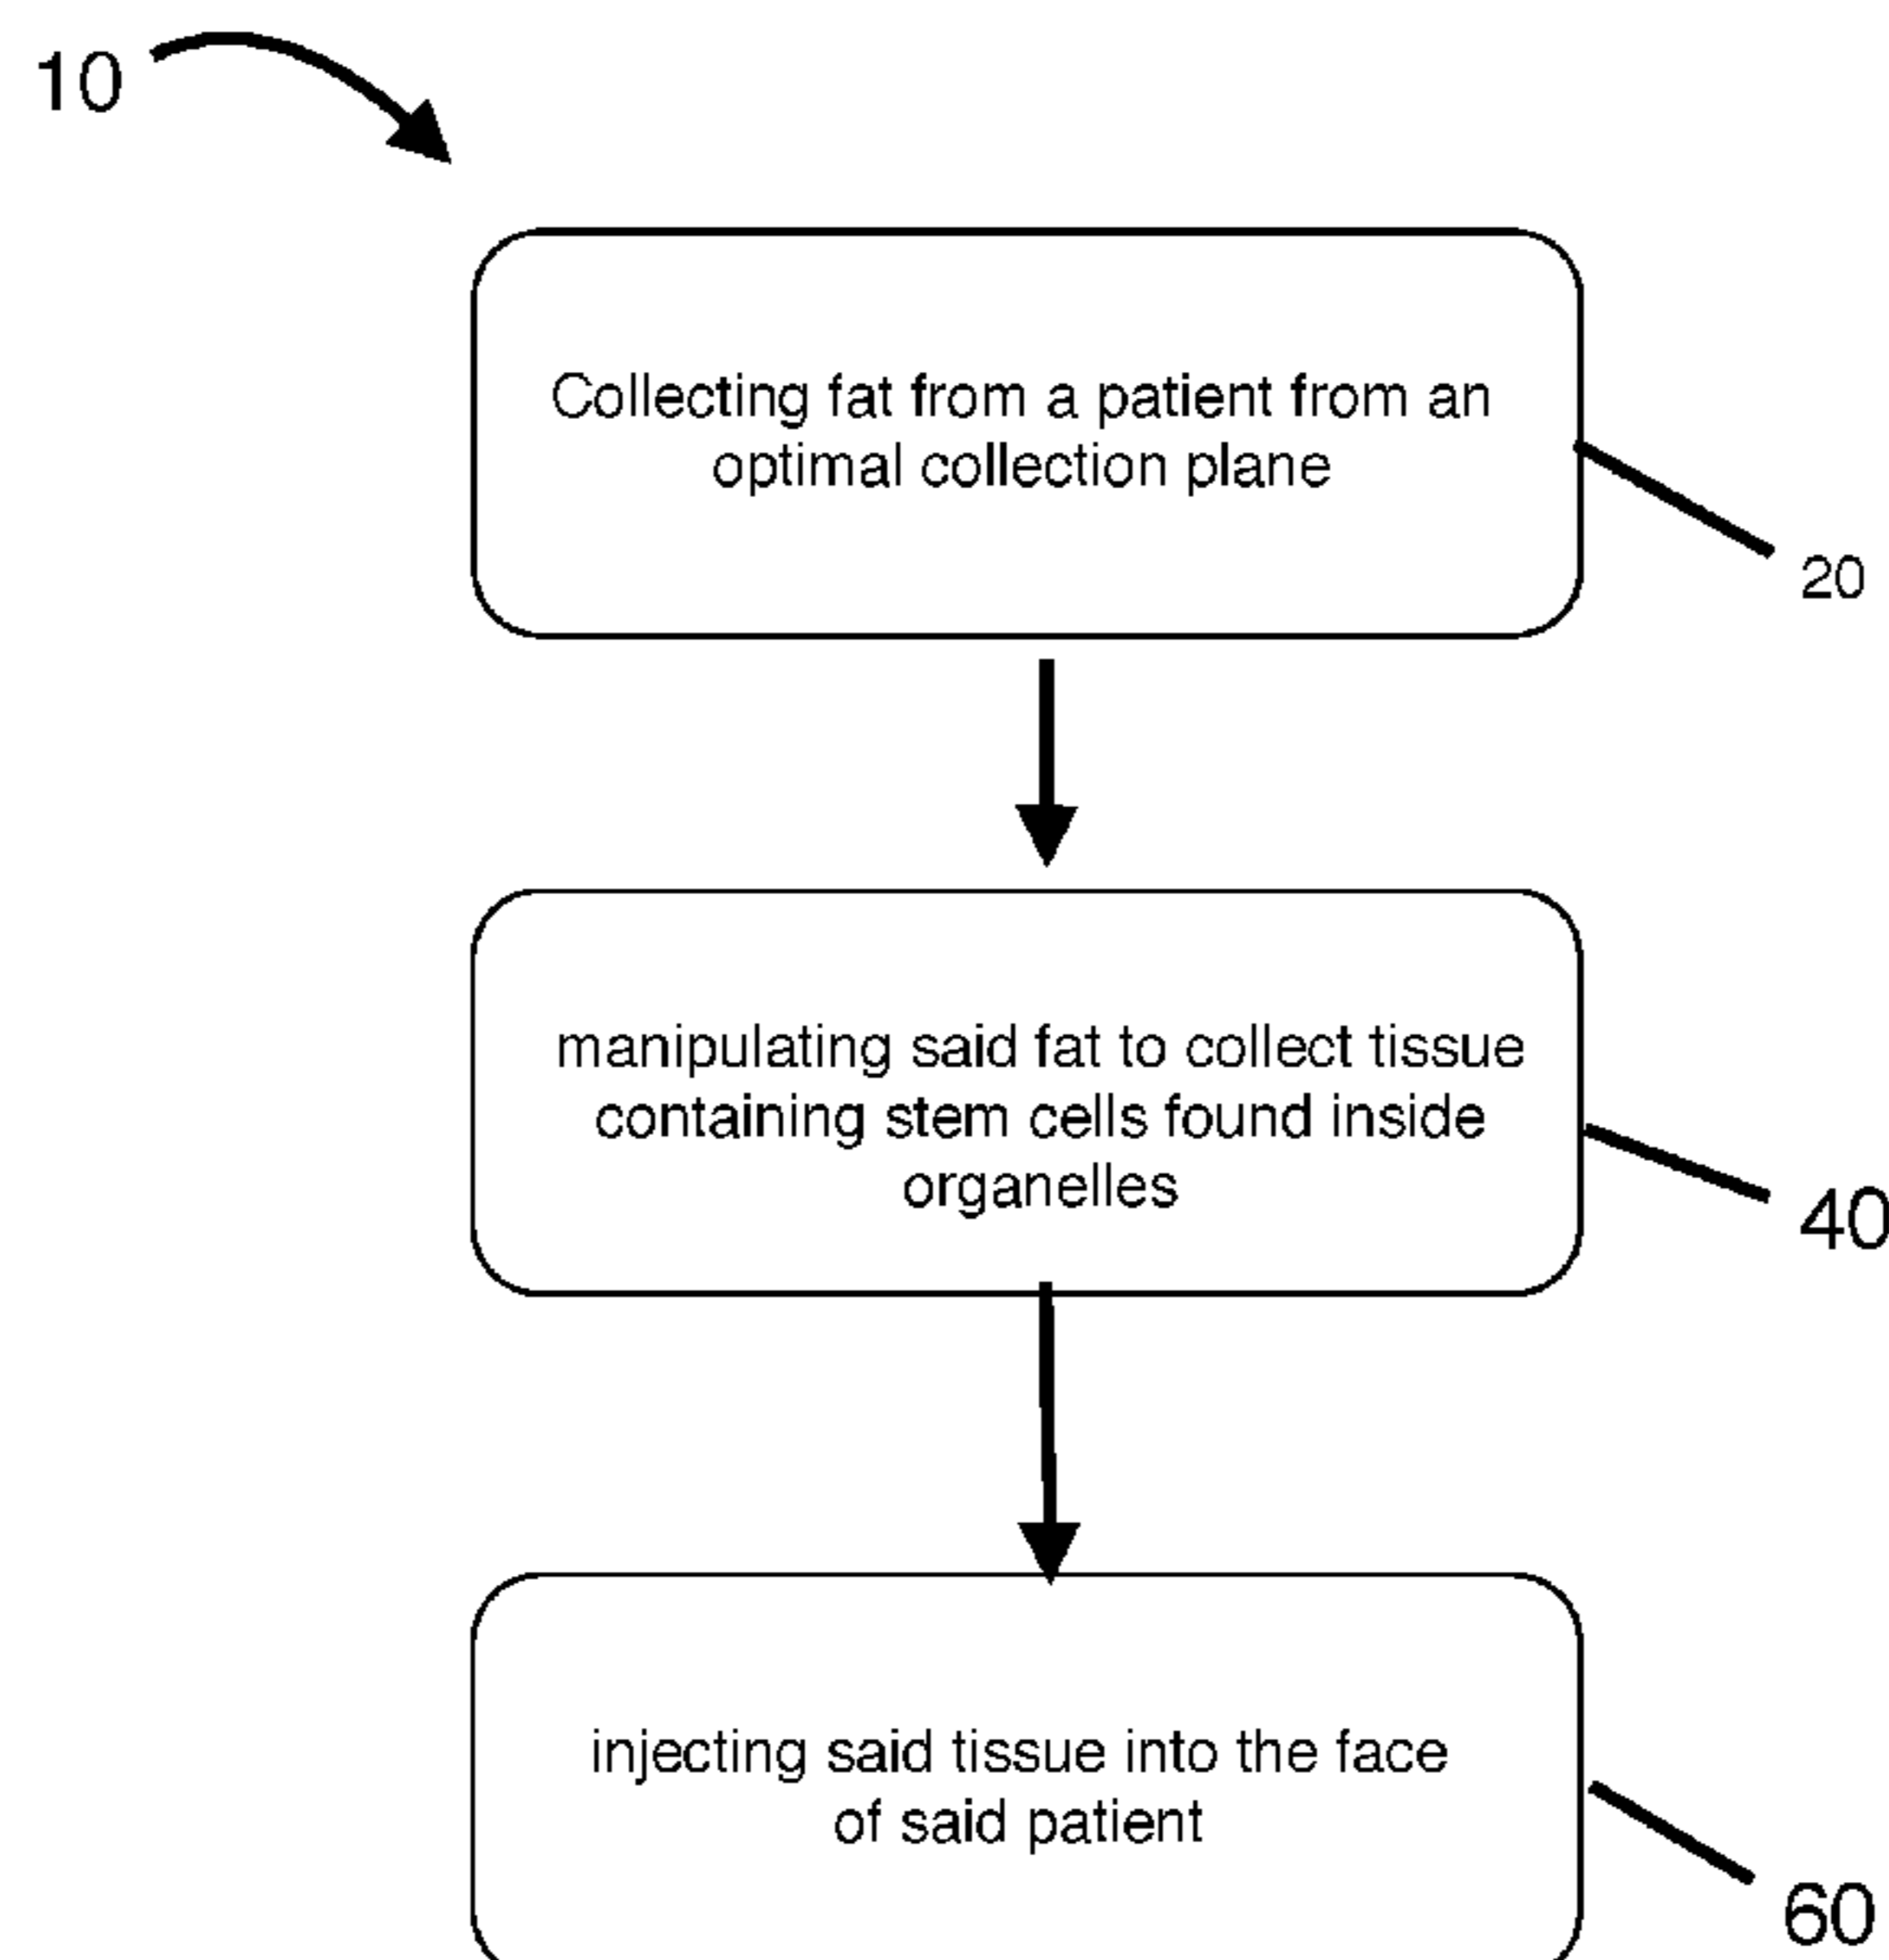 10
Collecting fat from a patient from an
optimal collection plane
20
manipulating said fat to collect tissue
containing stem cells found inside
organelles
40
injecting said tissue into the face
of said patient
60